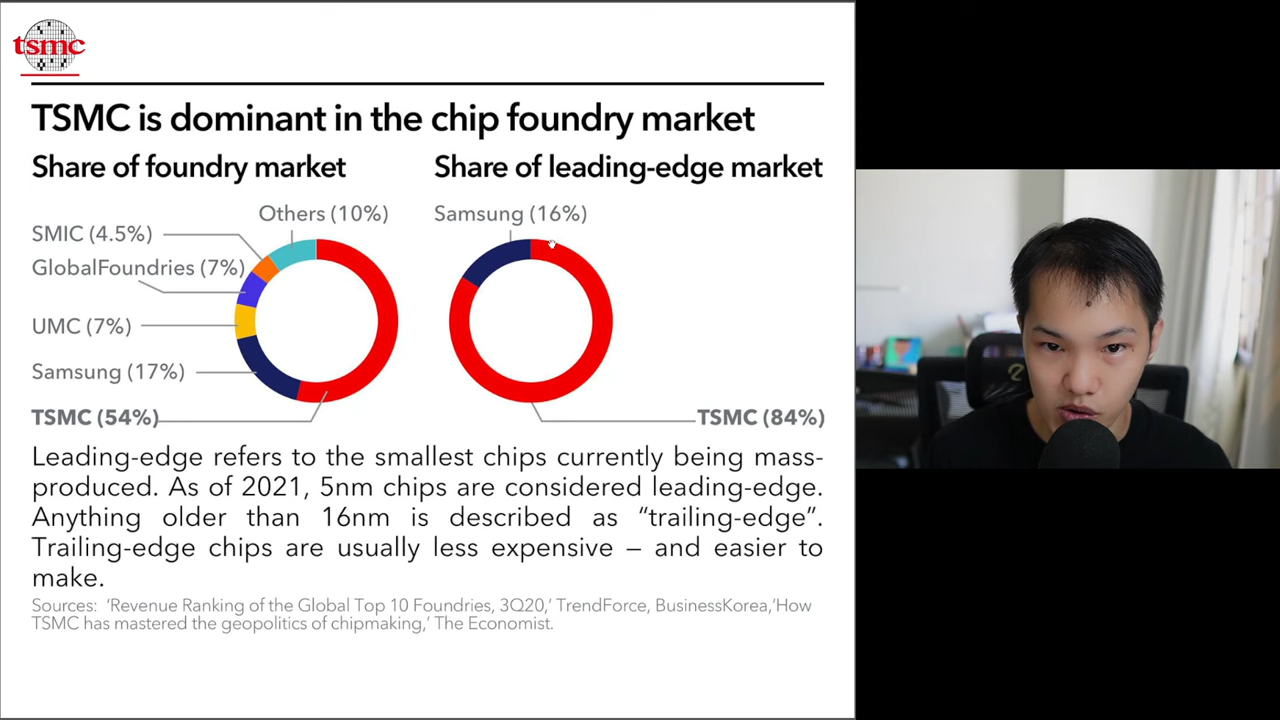 tsmc
TSMC is dominant in the chip foundry market
Share of foundry market
Share of leading-edge market
Others (10%)
SMIC (4.5%)
GlobalFoundries (7%)
UMC (7%)
Samsung (17%)
TSMC (54%)
Samsung (16%)
TSMC (84%)
Leading-edge refers to the smallest chips currently being mass-
produced. As of 2021, 5nm chips are considered leading-edge.
Anything older than 16nm is described as “trailing-edge”.
Trailing-edge chips are usually less expensive – and easier to
make.
Sources: ‘Revenue Ranking of the Global Top 10 Foundries, 3Q20,’ TrendForce, BusinessKorea,‘How
TSMC has mastered the geopolitics of chipmaking,’ The Economist.